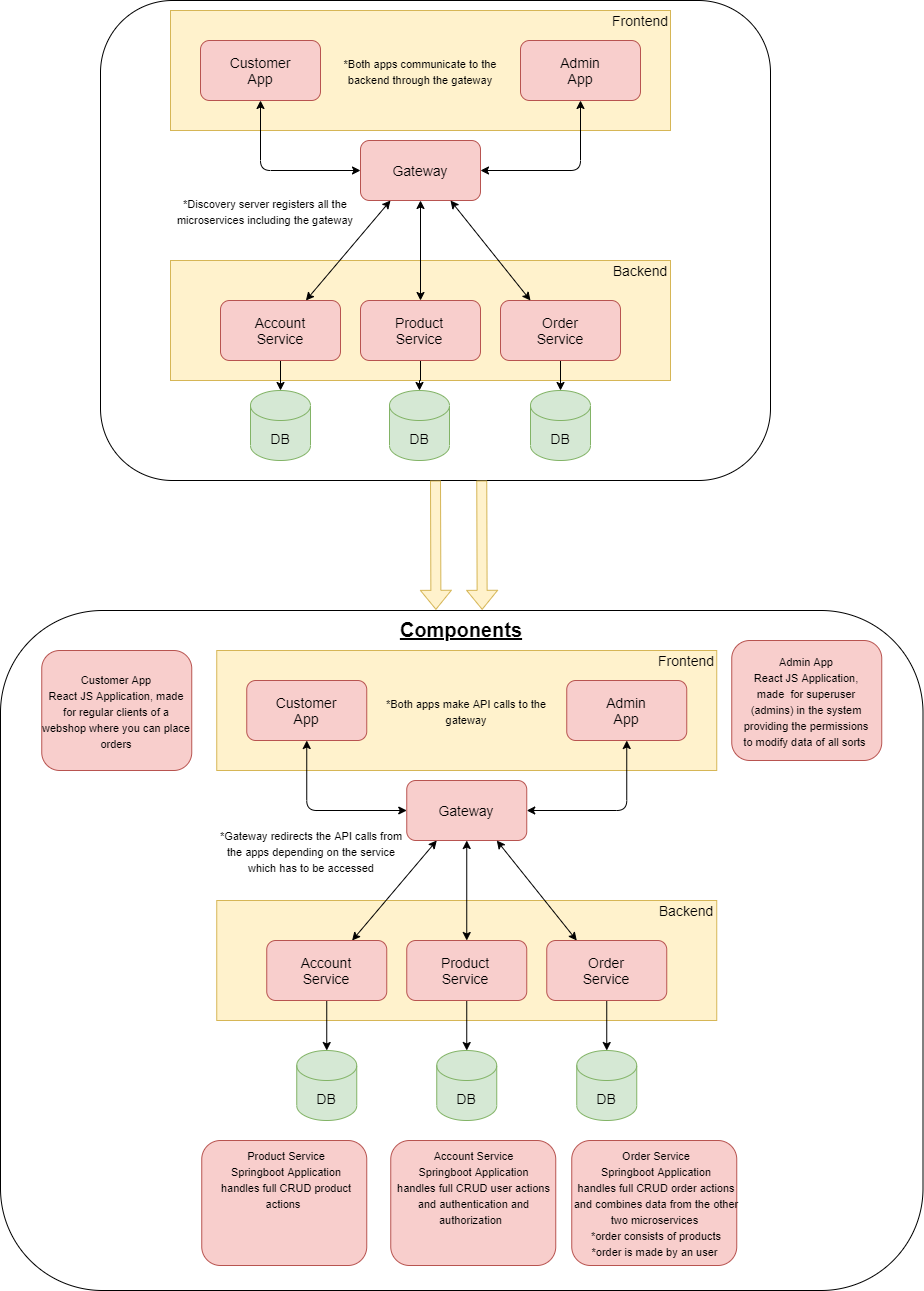 Frontend
Customer
App
*Both apps communicate to the
backend through the gateway
Admin
App
Gateway
*Discovery server registers all the
microservices including the gateway
Backend
Account
Service
Product
Service
Order
Service
DB
DB
DB
Components
Customer App
React JS Application, made
for regular clients of a
webshop where you can place
orders
Frontend
Customer
App
*Both apps make API calls to the
gateway
Admin
App
Admin App
React JS Application,
made for superuser
(admins) in the system
providing the permissions
to modify data of all sorts
Gateway
*Gateway redirects the API calls from
the apps depending on the service
which has to be accessed
Backend
Account
Service
Product
Service
Order
Service
DB
DB
DB
Product Service
Springboot Application
handles full CRUD product
actions
Account Service
Springboot Application
handles full CRUD user actions
and authentication and
authorization
Order Service
Springboot Application
handles full CRUD order actions
and combines data from the other
two microservices
*order consists of products
*order is made by an user